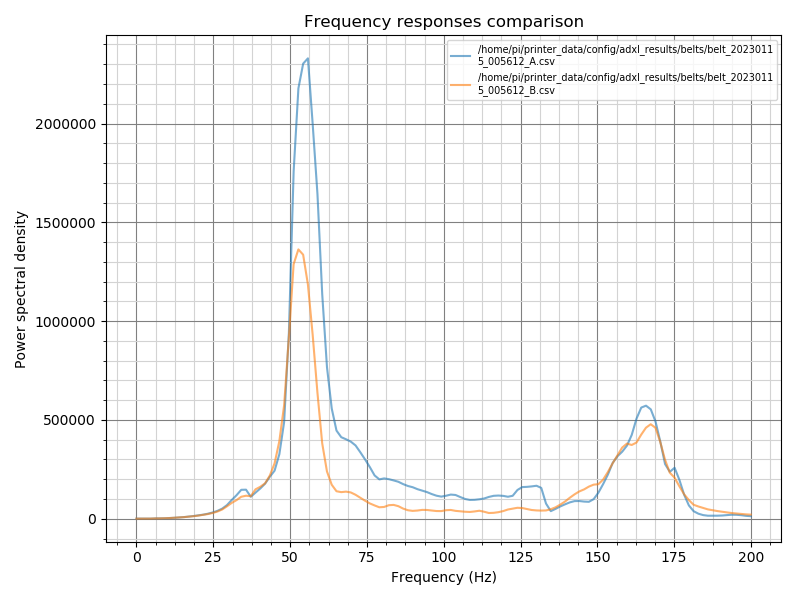 Frequency responses comparison
/home/pi/printer_data/config/adxl_results/belts/belt_2023011
5_005612_A.csv
/home/pi/printer_data/config/adxl_results/belts/belt_2023011
5_005612_B.csv
Power spectral density
2000000
1500000
1000000
500000
0
0 25 50 75 100 125 150 175 200
Frequency (Hz)